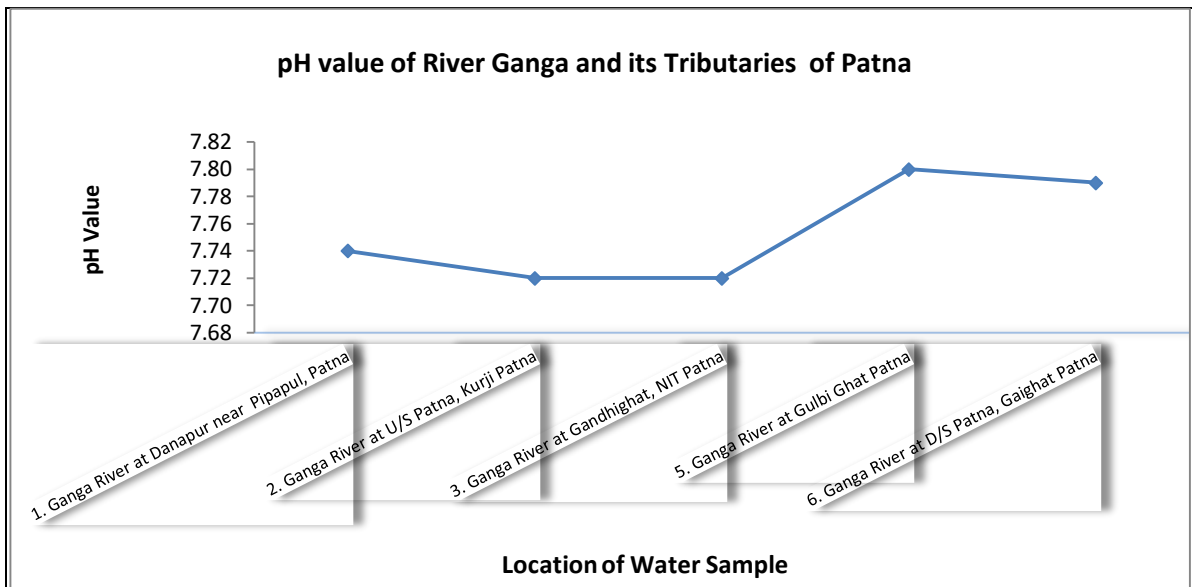 pH value of River Ganga and its Tributaries of Patna
pH Value
7.82
7.80
7.78
7.76
7.74
7.72
7.70
7.68
1. Ganga River at Danapur near Pipapul, Patna
2. Ganga River at U/S Patna, Kurji Patna
3. Ganga River at Gandhighat, NIT Patna
5. Ganga River at Gulbi Ghat Patna
6. Ganga River at D/S Patna, Gaighat Patna
Location of Water Sample